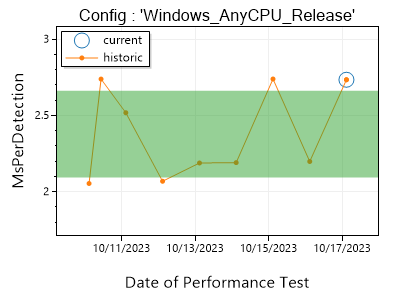 Config : 'Windows_AnyCPU_Release'
current
historic
3
2.5
2
MsPerDetection
10/11/2023
10/13/2023
10/15/2023
10/17/2023
Date of Performance Test